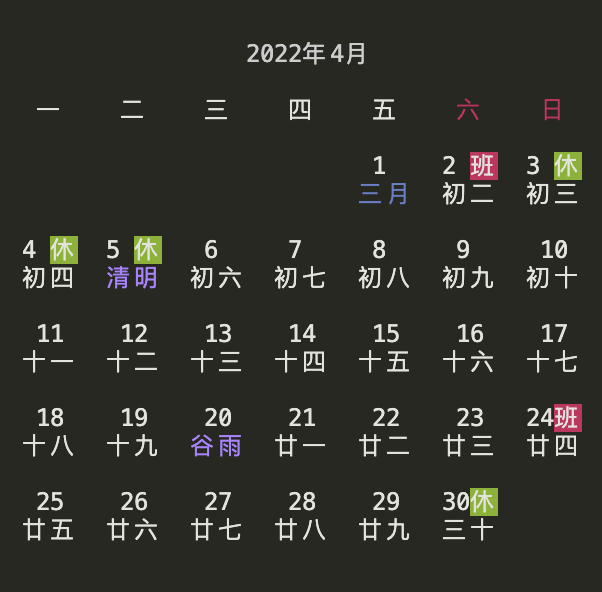 2022年 4月
一 二 三 四 五 六 日
1 2 班 3 休
三月 初二 初三
4 休 5 休 6 7 8 9 10
初四 清明 初六 初七 初八 初九 初十
11 12 13 14 15 16 17
十一 十二 十三 十四 十五 十六 十七
18 19 20 21 22 23 24班
十八 十九 谷雨 廿一 廿二 廿三 廿四
25 26 27 28 29 30休
廿五 廿六 廿七 廿八 廿九 三十